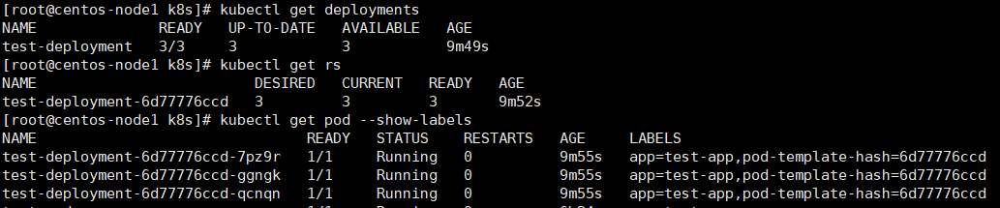 [root@centos-node1 k8s]# kubectl get deployments
NAME READY UP-TO-DATE AVAILABLE AGE
test-deployment 3/3 3 3 9m49s
[root@centos-node1 k8s]# kubectl get rs
NAME DESIRED CURRENT READY AGE
test-deployment-6d77776ccd 3 3 3 9m52s
[root@centos-node1 k8s]# kubectl get pod --show-labels
NAME READY STATUS RESTARTS AGE LABELS
test-deployment-6d77776ccd-7pz9r 1/1 Running 0 9m55s app=test-app,pod-template-hash=6d77776ccd
test-deployment-6d77776ccd-ggngk 1/1 Running 0 9m55s app=test-app,pod-template-hash=6d77776ccd
test-deployment-6d77776ccd-qcnqn 1/1 Running 0 9m55s app=test-app,pod-template-hash=6d77776ccd